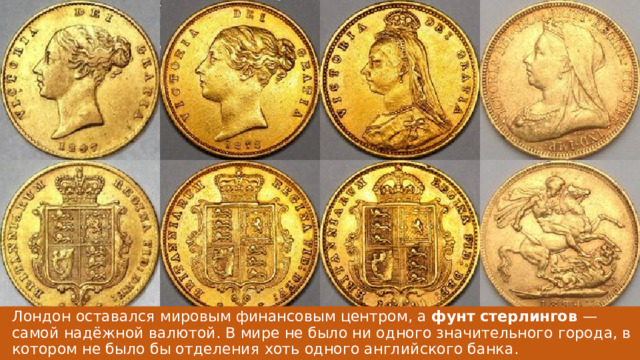 VICTORIA DEI GRATIA
VICTORIA DEI GRATIA
1878
VICTORIA DEI GRATIA
BRITANNIARUM REGINA FID: DEF:
BRITANNIARUM REGINA FID: DEF:
BRITANNIARUM REGINA FID: DEF:
Лондон оставался мировым финансовым центром, а фунт стерлингов —
самой надёжной валютой. В мире не было ни одного значительного города, в
котором не было бы отделения хоть одного английского банка.